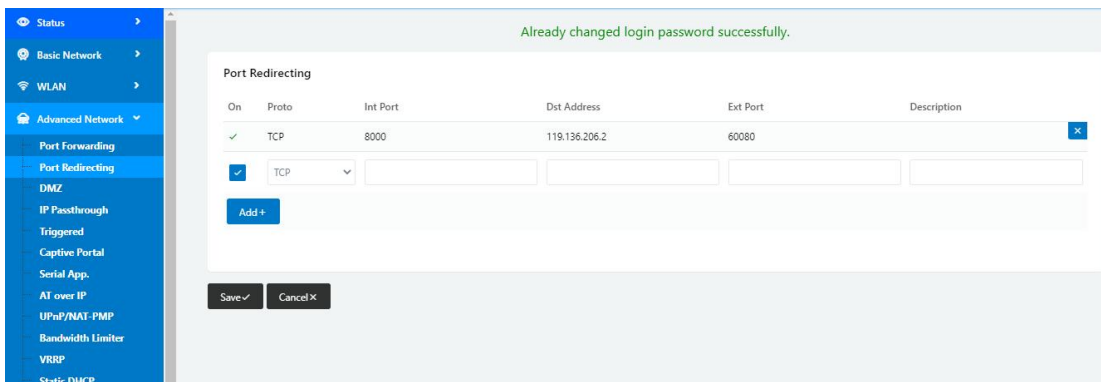 Status
Basic Network
WLAN
Advanced Network
Port Forwarding
Port Redirecting
DMZ
IP Passthrough
Triggered
Captive Portal
Serial App.
AT over IP
UPnP/NAT-PMP
Bandwidth Limiter
VRRP
Static DHCP
Already changed login password successfully.
Port Redirecting
On Proto Int Port Dst Address Ext Port Description
TCP 8000 119.136.206.2 60080
TCP
Add +
Save Cancel